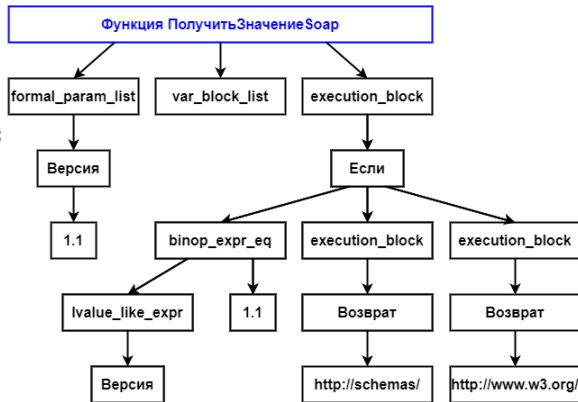 Функция ПолучитьЗначениеSoap
formal_param_list
var_block_list
execution_block
Версия
Если
1.1
binop_expr_eq
execution_block
execution_block
lvalue_like_expr
1.1
Возврат
Возврат
Версия
http://schemas/
http://www.w3.org/